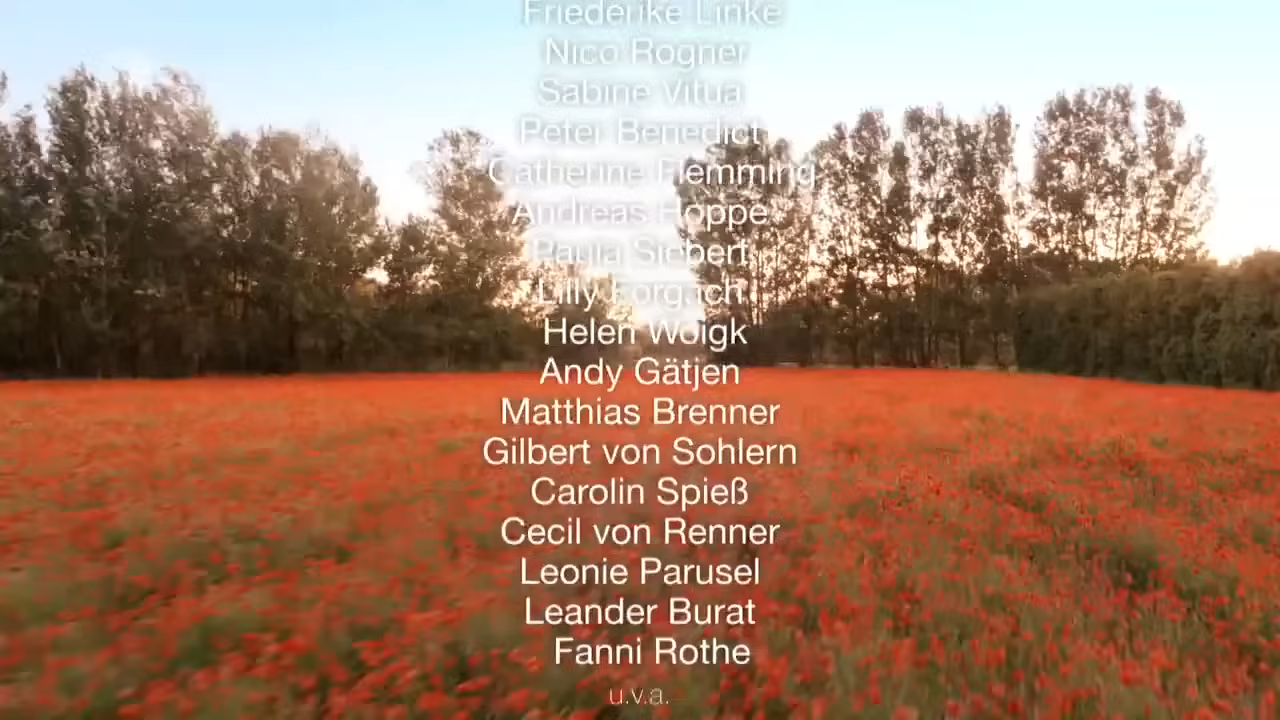 Friederike Linke
Nico Rogner
Sabine Vitua
Peter Benedict
Catherine Flemming
Andreas Hoppe
Paula Siebert
Lilly
Helen Woigk
Andy Gätjen
Matthias Brenner
Gilbert von Sohlern
Carolin Spieß
Cecil von Renner
Leonie Parusel
Leander Burat
Fanni Rothe
u.v.a.